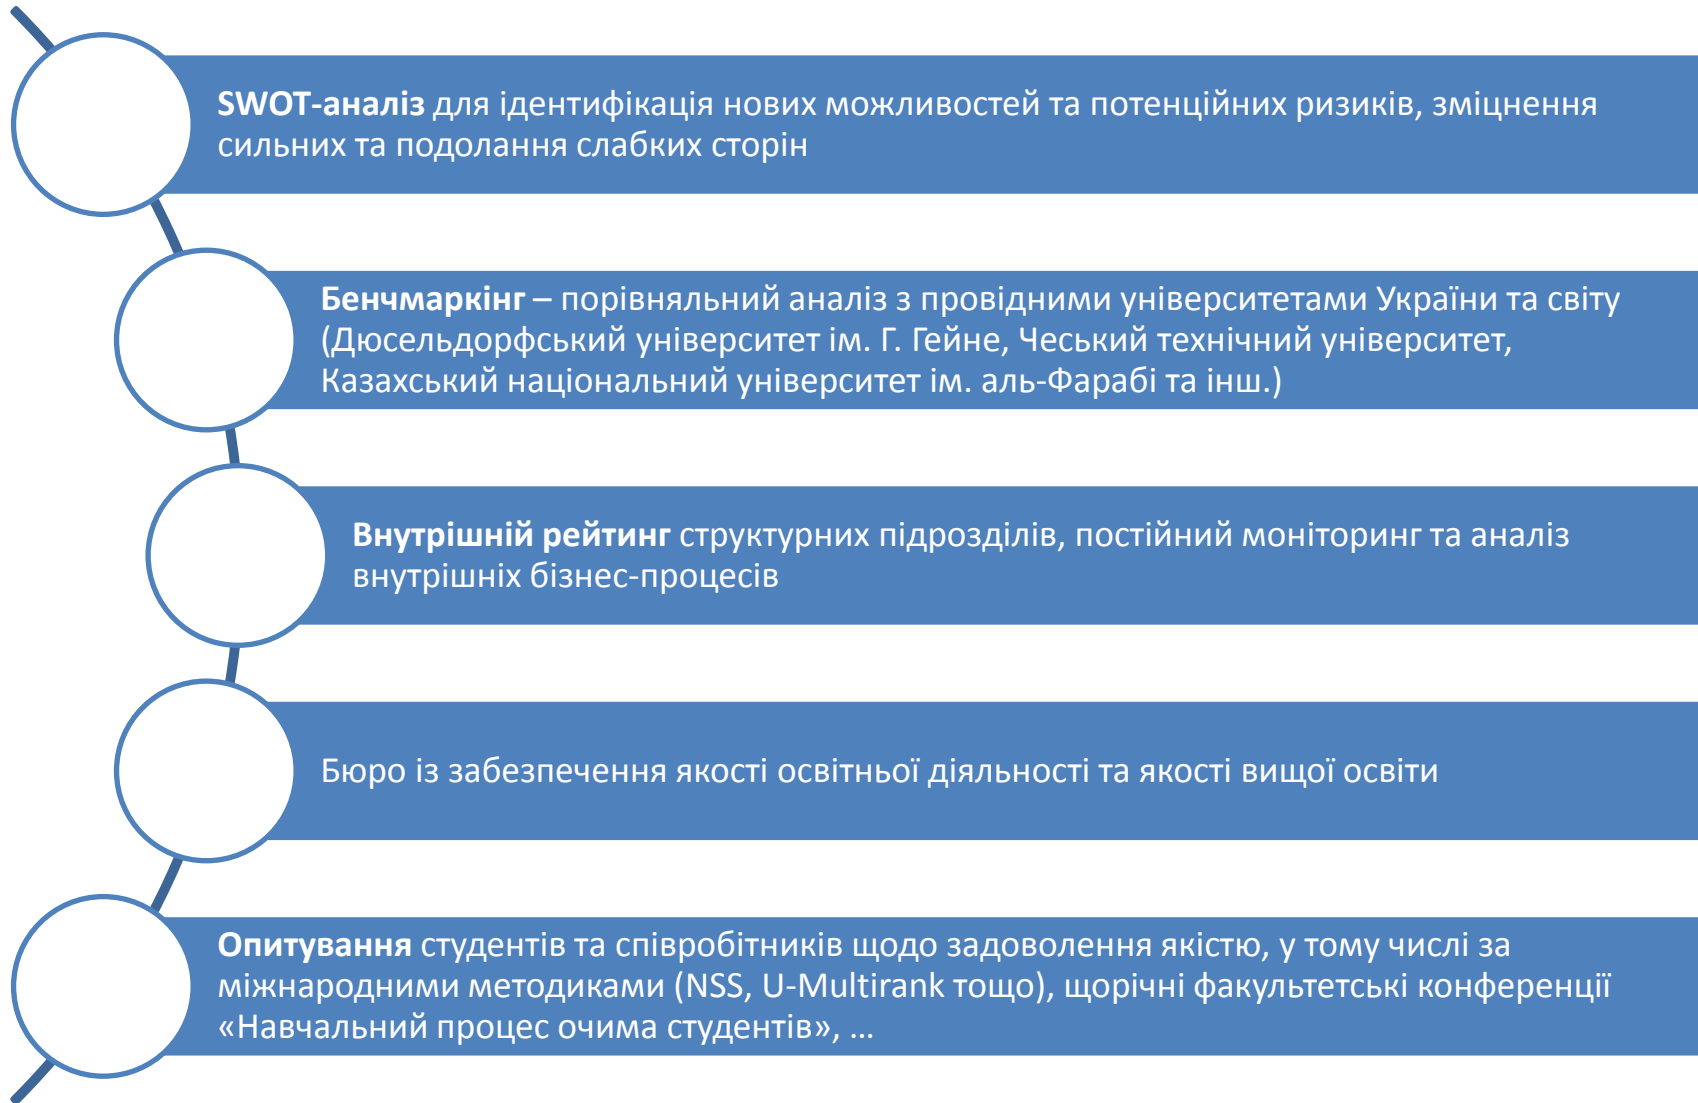 SWOT-аналіз для ідентифікація нових можливостей та потенційних ризиків, зміцнення
сильних та подолання слабких сторін
Бенчмаркінг – порівняльний аналіз з провідними університетами України та світу
(Дюсельдорфський університет ім. Г. Гейне, Чеський технічний університет,
Казахський національний університет ім. аль-Фарабі та інш.)
Внутрішній рейтинг структурних підрозділів, постійний моніторинг та аналіз
внутрішніх бізнес-процесів
Бюро із забезпечення якості освітньої діяльності та якості вищої освіти
Опитування студентів та співробітників щодо задоволення якістю, у тому числі за
міжнародними методиками (NSS, U-Multirank тощо), щорічні факультетські конференції
«Навчальний процес очима студентів», …